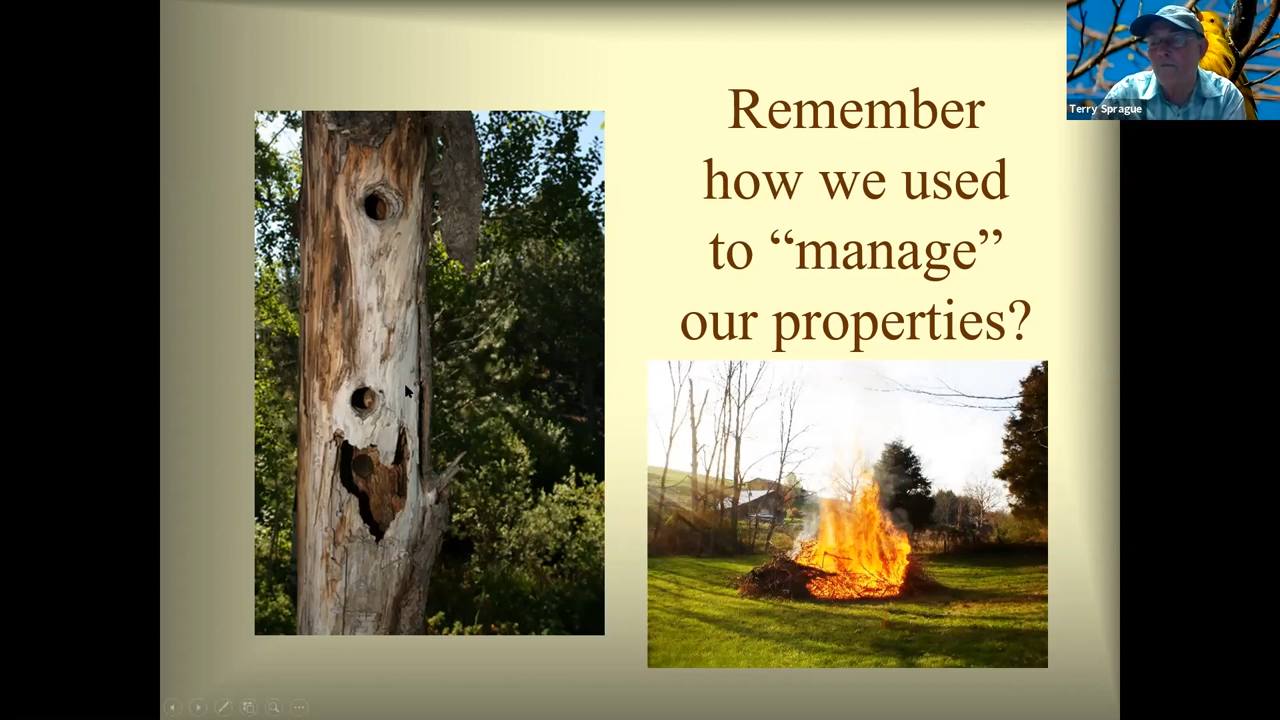 Remember
how we used
to “manage”
our properties?
Terry Sprague